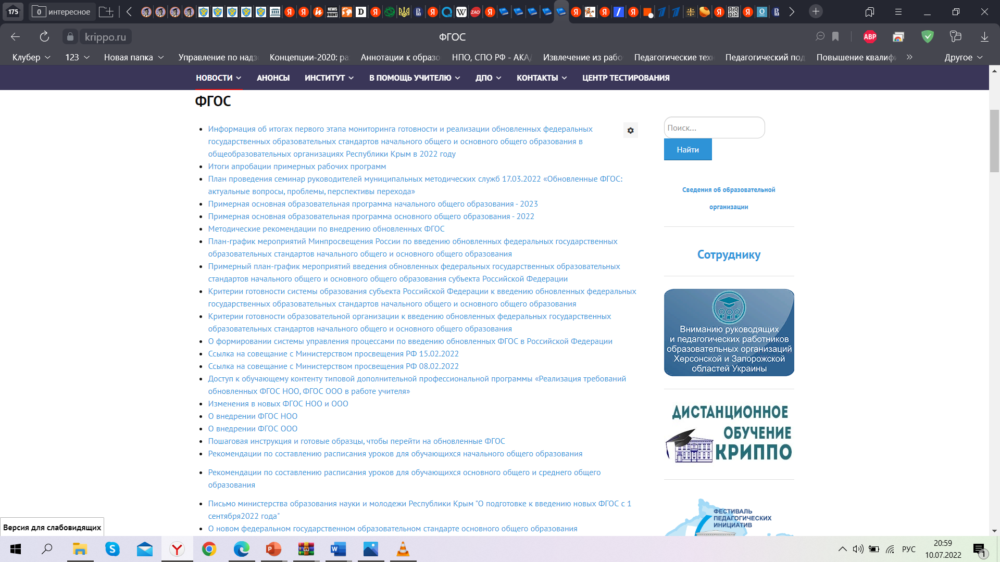 175
0 интересное
krippo.ru
ФГОС
ABP
Клубер
123
Новая папка
Управление по надз
Концепции-2020: ра
Аннотации к образо
НПО, СПО РФ - АКА
Извлечение из рабо
Педагогические техн
Педагогический под
Повышение квалифи
Другое
НОВОСТИ
АНОНСЫ
ИНСТИТУТ
В ПОМОЩЬ УЧИТЕЛЮ
ДПО
КОНТАКТЫ
ЦЕНТР ТЕСТИРОВАНИЯ
ФГОС
Информация об итогах первого этапа мониторинга готовности и реализации обновленных федеральных
государственных образовательных стандартов начального общего и основного общего образования в
общеобразовательных организациях Республики Крым в 2022 году
Итоги апробации примерных рабочих программ
План проведения семинар руководителей муниципальных методических служб 17.03.2022 «Обновленные ФГОС:
актуальные вопросы, проблемы, перспективы перехода»
Примерная основная образовательная программа начального общего образования - 2023
Примерная основная образовательная программа основного общего образования - 2022
Методические рекомендации по внедрению обновленных ФГОС
План-график мероприятий Минпросвещения России по введению обновленных федеральных государственных
образовательных стандартов начального общего и основного общего образования
Примерный план-график мероприятий введения обновленных федеральных государственных образовательных
стандартов начального общего и основного общего образования субъекта Российской Федерации
Критерии готовности системы образования субъекта Российской Федерации к введению обновленных федеральных
государственных образовательных стандартов начального общего и основного общего образования
Критерии готовности образовательной организации к введению обновленных федеральных государственных
образовательных стандартов начального общего и основного общего образования
О формировании системы управления процессами по введению обновленных ФГОС в Российской Федерации
Ссылка на совещание с Министерством просвещения РФ 15.02.2022
Ссылка на совещание с Министерством просвещения РФ 08.02.2022
Доступ к обучающему контенту типовой дополнительной профессиональной программы «Реализация требований
обновленных ФГОС НОО, ФГОС ООО в работе учителя»
Изменения в новых ФГОС НОО и ООО
О внедрении ФГОС НОО
О внедрении ФГОС ООО
Пошаговая инструкция и готовые образцы, чтобы перейти на обновленные ФГОС
Рекомендации по составлению расписания уроков для обучающихся начального общего образования
Рекомендации по составлению расписания уроков для обучающихся основного общего и среднего общего
образования
Письмо министерства образования науки и молодежи Республики Крым "О подготовке к введению новых ФГОС с 1
сентября2022 года"
О новом федеральном государственном образовательном стандарте основного общего образования
Поиск...
Найти
Сведения об образовательной
организации
Сотруднику
Вниманию руководящих
и педагогических работников
образовательных организаций
Херсонской и Запорожской
областей Украины
ДИСТАНЦИОННОЕ
ОБУЧЕНИЕ
КРИППО
ФЕСТИВАЛЬ
ПЕДАГОГИЧЕСКИХ
ИНИЦИАТИВ
Версия для слабовидящих
РУС
20:59
10.07.2022
1